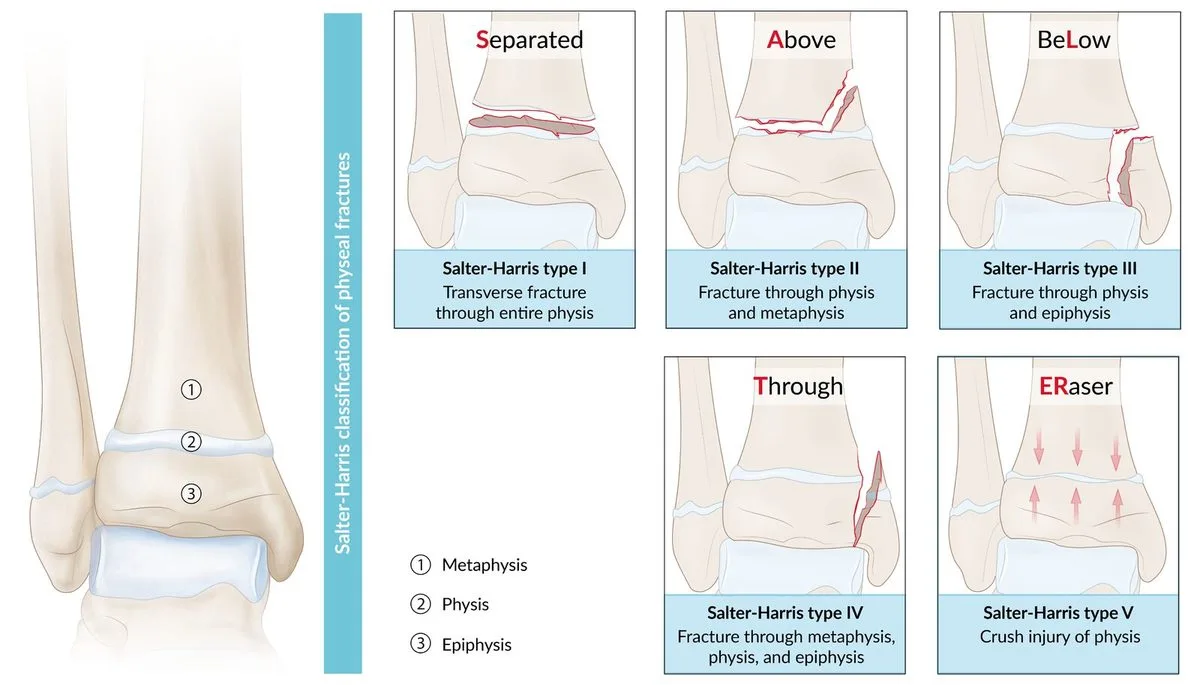 1
2
3
Salter-Harris classification of physeal fractures
Separated
Salter-Harris type I
Transverse fracture
through entire physis
Above
Salter-Harris type II
Fracture through physis
and metaphysis
BeLow
Salter-Harris type III
Fracture through physis
and epiphysis
1 Metaphysis
2 Physis
3 Epiphysis
Through
Salter-Harris type IV
Fracture through metaphysis,
physis, and epiphysis
ERaser
Salter-Harris type V
Crush injury of physis